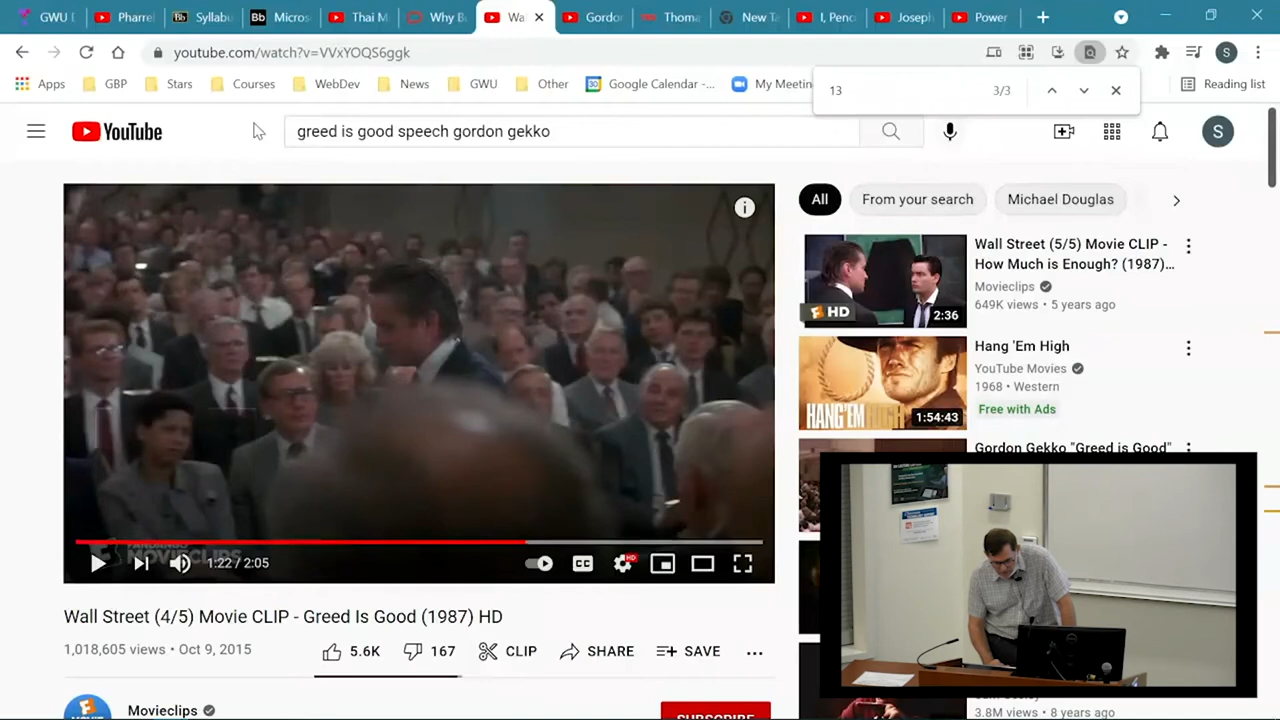 GWU D
Pharrel
Syllabu
Micros
Thai M
Why B
Wa
Gordo
Thoma
New Ta
I, Penc
Joseph
Power
youtube.com/watch?v=VVxYOQS6ggk
Apps
GBP
Stars
Courses
WebDev
News
GWU
Other
Google Calendar -...
My Meetin
Reading list
13
3/3
YouTube
greed is good speech gordon gekko
S
All
From your search
Michael Douglas
Wall Street (5/5) Movie CLIP -
How Much is Enough? (1987)...
Movieclips
649K views • 5 years ago
HD
2:36
Hang 'Em High
YouTube Movies
1968 • Western
Free with Ads
HANG'EM HIGH
1:54:43
Gordon Gekko "Greed is Good"
MOVIECLIPS
1:22 / 2:05
CC
HD
Wall Street (4/5) Movie CLIP - Greed Is Good (1987) HD
1,018,605 views • Oct 9, 2015
5.6K
167
CLIP
SHARE
SAVE
Movieclips
SUBSCRIBE
3.8M views • 8 years ago